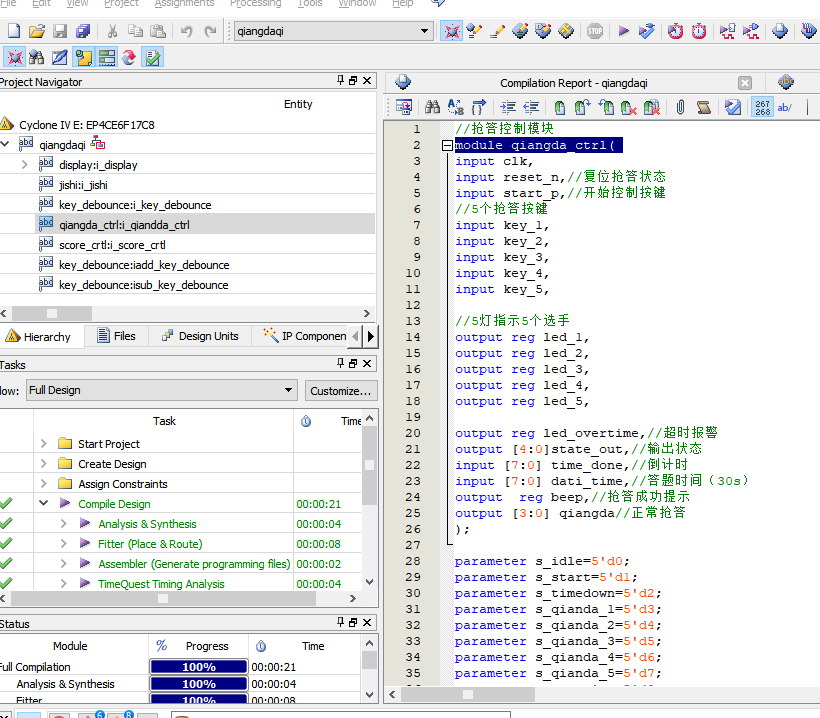 File Edit View Project Assignments Processing Tools Window Help
qiangdaqi
Project Navigator
Entity
Cyclone IV E: EP4CE6F17C8
qiangdaqi
display:i_display
jishi:i_jishi
key_debounce:i_key_debounce
qiangda_ctrl:i_qiandda_ctrl
score_crtl:i_score_crtl
key_debounce:iadd_key_debounce
key_debounce:isub_key_debounce
Hierarchy Files Design Units IP Componen
Tasks
low: Full Design Customize...
Task Time
Start Project
Create Design
Assign Constraints
Compile Design 00:00:21
Analysis & Synthesis 00:00:04
Fitter (Place & Route) 00:00:08
Assembler (Generate programming files) 00:00:02
TimeQuest Timing Analysis 00:00:04
Status
Module % Progress Time
Full Compilation 100% 00:00:21
Analysis & Synthesis 100% 00:00:04
Fitter 100% 00:00:08
6 8
Compilation Report - qiangdaqi
267
268 ab/
1 //抢答控制模块
2 module qiangda_ctrl(
3 input clk,
4 input reset_n,//复位抢答状态
5 input start_p,//开始控制按键
6 //5个抢答按键
7 input key_1,
8 input key_2,
9 input key_3,
10 input key_4,
11 input key_5,
12
13 //5灯指示5个选手
14 output reg led_1,
15 output reg led_2,
16 output reg led_3,
17 output reg led_4,
18 output reg led_5,
19
20 output reg led_overtime,//超时报警
21 output [4:0]state_out,//输出状态
22 input [7:0] time_done,//倒计时
23 input [7:0] dati_time,//答题时间（30s）
24 output  reg beep,//抢答成功提示
25 output [3:0] qiangda//正常抢答
26 );
27
28 parameter s_idle=5'd0;
29 parameter s_start=5'd1;
30 parameter s_timedown=5'd2;
31 parameter s_qianda_1=5'd3;
32 parameter s_qianda_2=5'd4;
33 parameter s_qianda_3=5'd5;
34 parameter s_qianda_4=5'd6;
35 parameter s_qianda_5=5'd7;